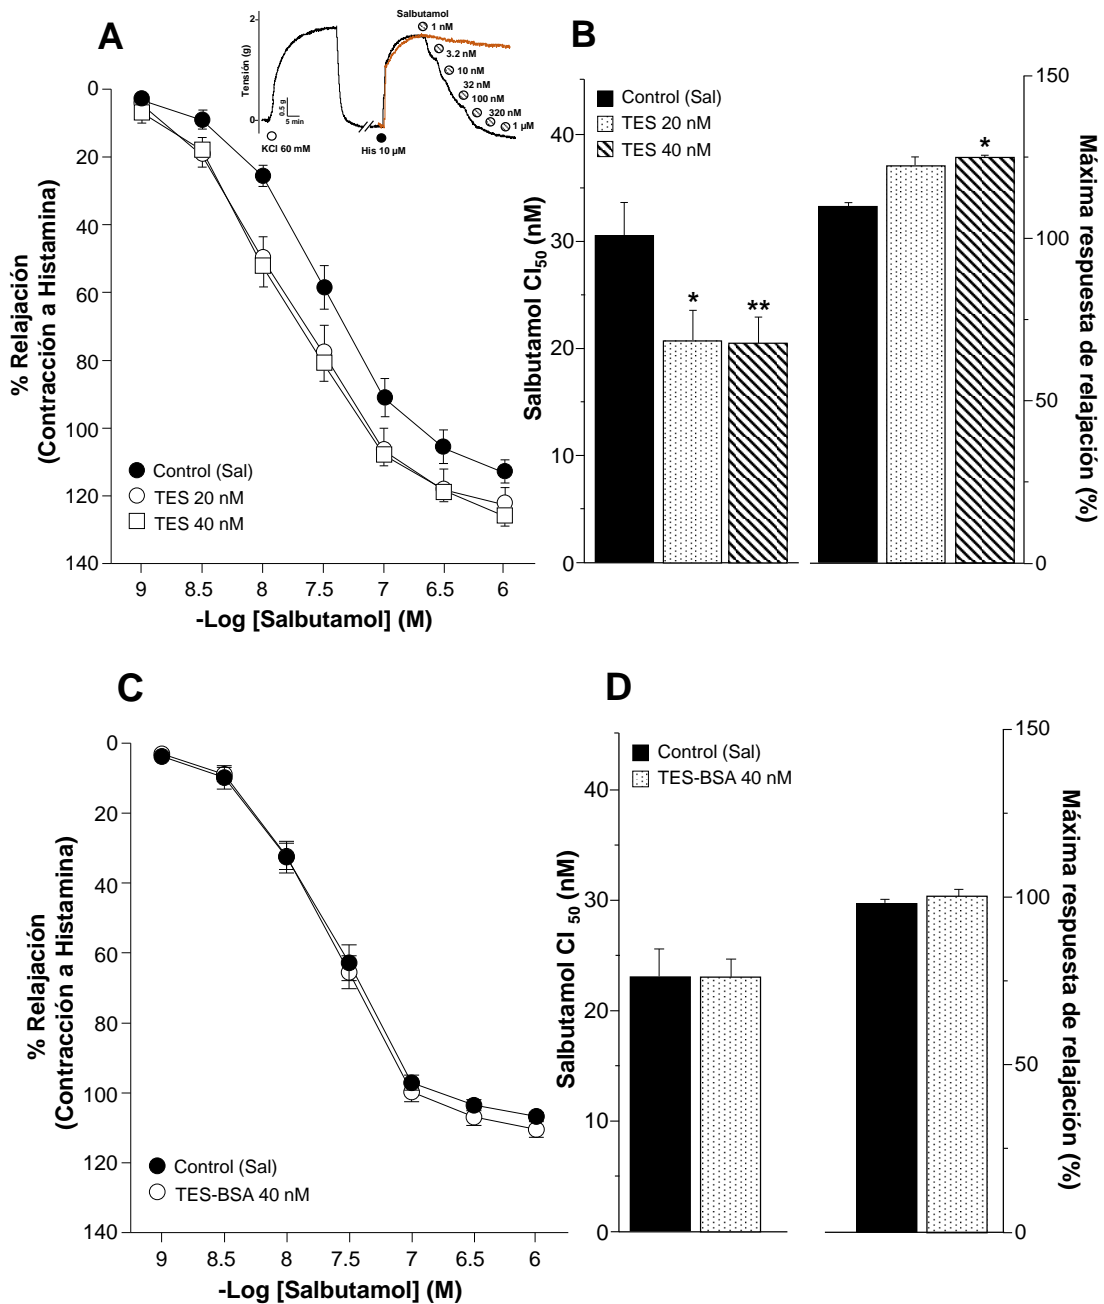 A
Tensión (g)
2
0
0.5 g
5 min
KCl 60 mM
His 10 µM
Salbutamol
1 nM
3.2 nM
10 nM
32 nM
100 nM
320 nM
1 µM
% Relajación
(Contracción a Histamina)
0
20
40
60
80
100
120
140
Control (Sal)
TES 20 nM
TES 40 nM
9
8.5
8
7.5
7
6.5
6
-Log [Salbutamol] (M)
B
Salbutamol CI50 (nM)
40
30
20
10
0
Control (Sal)
TES 20 nM
TES 40 nM
*
**
*
150
100
50
0
Máxima respuesta de relajación (%)
C
% Relajación
(Contracción a Histamina)
0
20
40
60
80
100
120
140
Control (Sal)
TES-BSA 40 nM
9
8.5
8
7.5
7
6.5
6
-Log [Salbutamol] (M)
D
Salbutamol CI 50 (nM)
40
30
20
10
0
Control (Sal)
TES-BSA 40 nM
150
100
50
0
Máxima respuesta de relajación (%)